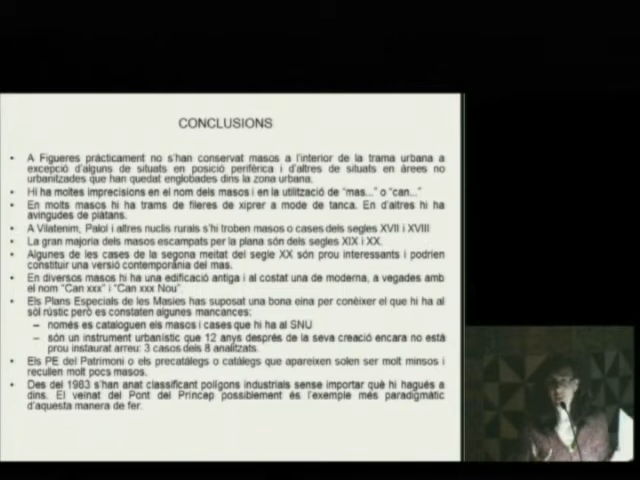 CONCLUSIONS
• A Figueres pràcticament no s'han conservat masos a l'interior de la trama urbana a
excepció d'alguns de situats en posició perifèrica i d'altres de situats en àrees no
urbanitzades que han quedat englobades dins la zona urbana.
• Hi ha moltes imprecisions en el nom dels masos i en la utilització de "mas..." o "can..."
• En molts masos hi ha trams de fileres de xiprer a mode de tanca. En d'altres hi ha
avingudes de plàtans.
• A Vilatenim, Palol i altres nuclis rurals s'hi troben masos o cases dels segles XVII i XVIII
• La gran majoria dels masos escampats per la plana són dels segles XIX i XX.
• Algunes de les cases de la segona meitat del segle XX són prou interessants i podrien
constituir una versió contemporània del mas.
• En diversos masos hi ha una edificació antiga i al costat una de moderna, a vegades amb
el nom "Can xxx" i "Can xxx Nou".
• Els Plans Especials de les Masies ha suposat una bona eina per conèixer el que hi ha al
sòl rústic però es constaten algunes mancances:
– només es cataloguen els masos i cases que hi ha al SNU
– són un instrument urbanístic que 12 anys després de la seva creació encara no està
prou instaurat arreu: 3 casos dels 8 analitzats.
• Els PE del Patrimoni o els precatàlegs o catàlegs que apareixen solen ser molt minsos i
recullen molt pocs masos.
• Des del 1983 s'han anat classificant polígons industrials sense importar què hi hagués a
dins. El veïnat del Pont del Príncep possiblement és l'exemple més paradigmàtic
d'aquesta manera de fer.